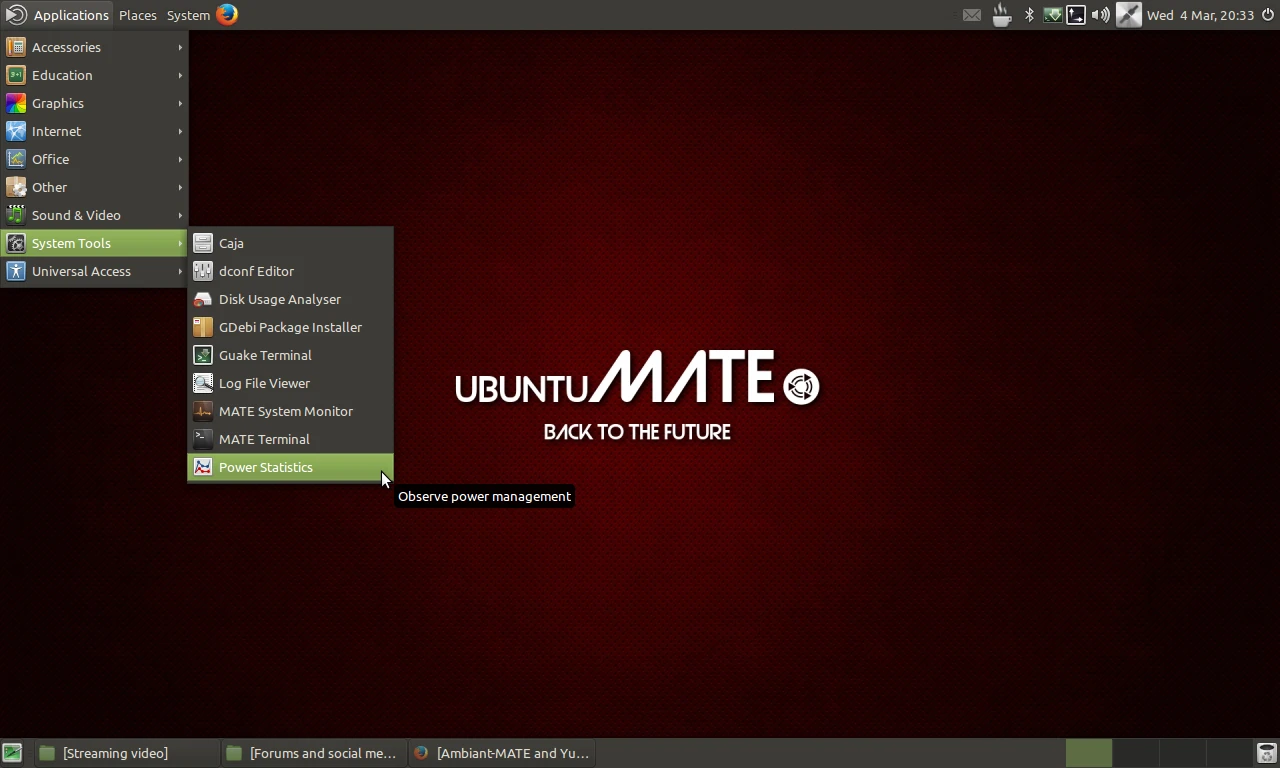 Applications Places System Wed 4 Mar, 20:33
Accessories
Education
Graphics
Internet
Office
Other
Sound & Video
System Tools
Universal Access
Caja
dconf Editor
Disk Usage Analyser
GDebi Package Installer
Guake Terminal
Log File Viewer
MATE System Monitor
MATE Terminal
Power Statistics
Observe power management
UBUNTU MATE
BACK TO THE FUTURE
[Streaming video] [Forums and social me... [Ambiant-MATE and Yu...